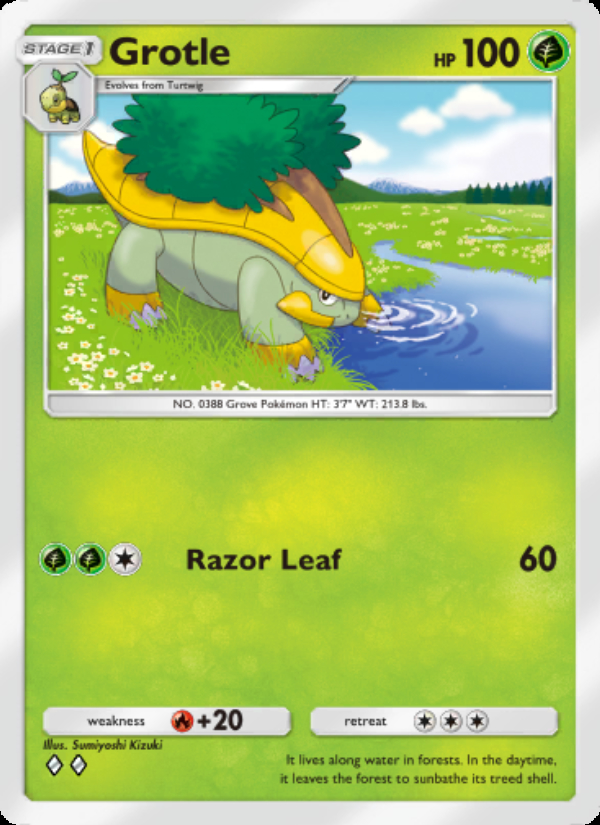 STAGE 1 Grotle HP 100
Evolves from Turtwig
NO. 0388 Grove Pokémon HT: 3'7" WT: 213.8 lbs.
Razor Leaf 60
weakness +20 retreat
Illus. Sumiyoshi Kizuki
It lives along water in forests. In the daytime,
it leaves the forest to sunbathe its treed shell.